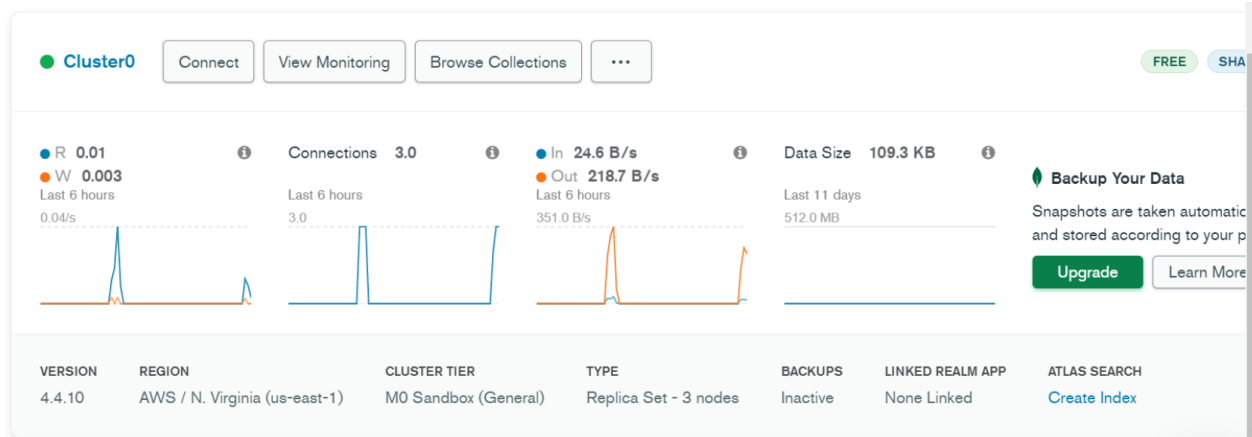 Cluster0 Connect View Monitoring Browse Collections ... FREE SHA
R 0.01
W 0.003
Last 6 hours
0.04/s
Connections 3.0
Last 6 hours
3.0
In 24.6 B/s
Out 218.7 B/s
Last 6 hours
351.0 B/s
Data Size 109.3 KB
Last 11 days
512.0 MB
Backup Your Data
Snapshots are taken automatic
and stored according to your p
Upgrade Learn More
VERSION REGION CLUSTER TIER TYPE BACKUPS LINKED REALM APP ATLAS SEARCH
4.4.10 AWS / N. Virginia (us-east-1) M0 Sandbox (General) Replica Set - 3 nodes Inactive None Linked Create Index